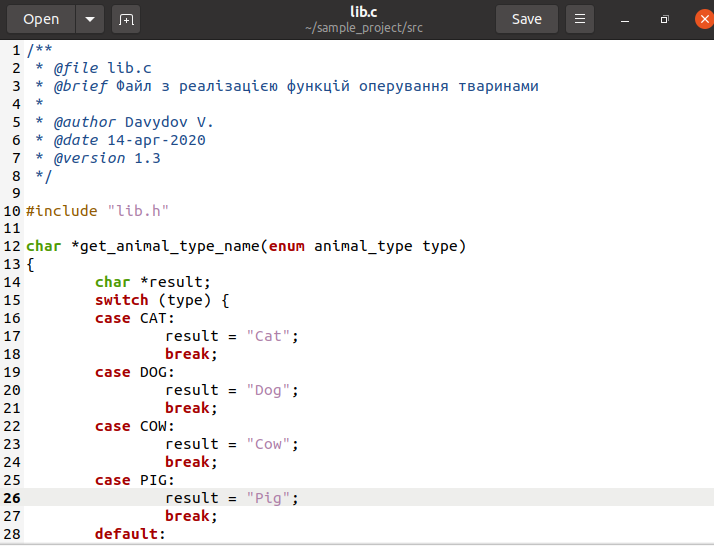 Open
lib.c
~/sample_project/src
Save
1 /**
2  * @file lib.c
3  * @brief Файл з реалізацією функцій оперування тваринами
4  *
5  * @author Davydov V.
6  * @date 14-apr-2020
7  * @version 1.3
8  */
9
10 #include "lib.h"
11
12 char *get_animal_type_name(enum animal_type type)
13 {
14         char *result;
15         switch (type) {
16         case CAT:
17                 result = "Cat";
18                 break;
19         case DOG:
20                 result = "Dog";
21                 break;
22         case COW:
23                 result = "Cow";
24                 break;
25         case PIG:
26                 result = "Pig";
27                 break;
28         default: